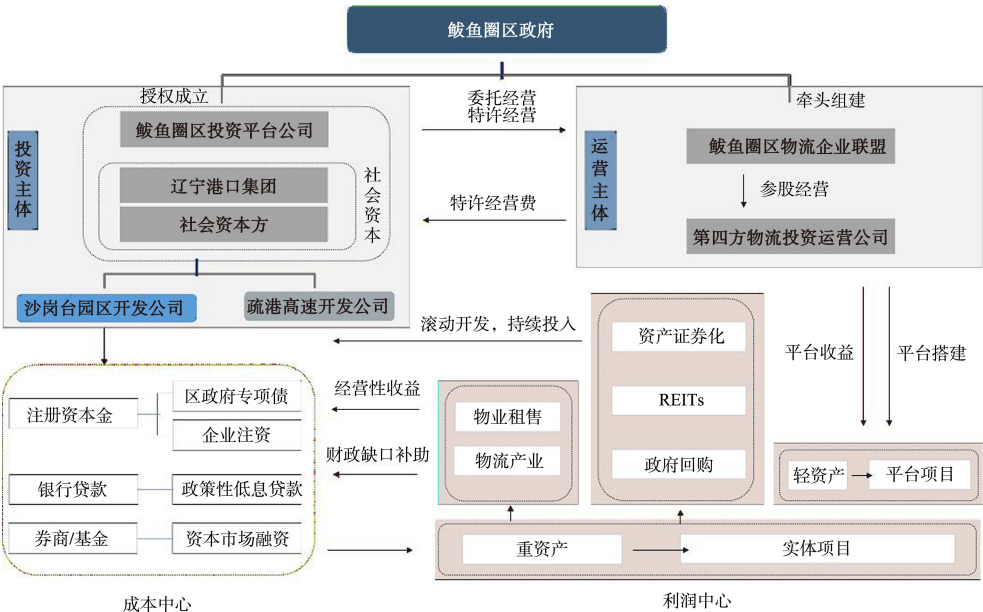 鲅鱼圈区政府
授权成立
委托经营
特许经营
牵头组建
投资主体
鲅鱼圈区投资平台公司
辽宁港口集团
社会资本方
社会资本
特许经营费
运营主体
鲅鱼圈区物流企业联盟
参股经营
第四方物流投资运营公司
沙岗台园区开发公司
疏港高速开发公司
滚动开发，持续投入
资产证券化
REITs
政府回购
平台收益
平台搭建
经营性收益
财政缺口补助
物业租售
物流产业
注册资本金
区政府专项债
企业注资
银行贷款
政策性低息贷款
券商/基金
资本市场融资
轻资产
平台项目
重资产
实体项目
成本中心
利润中心